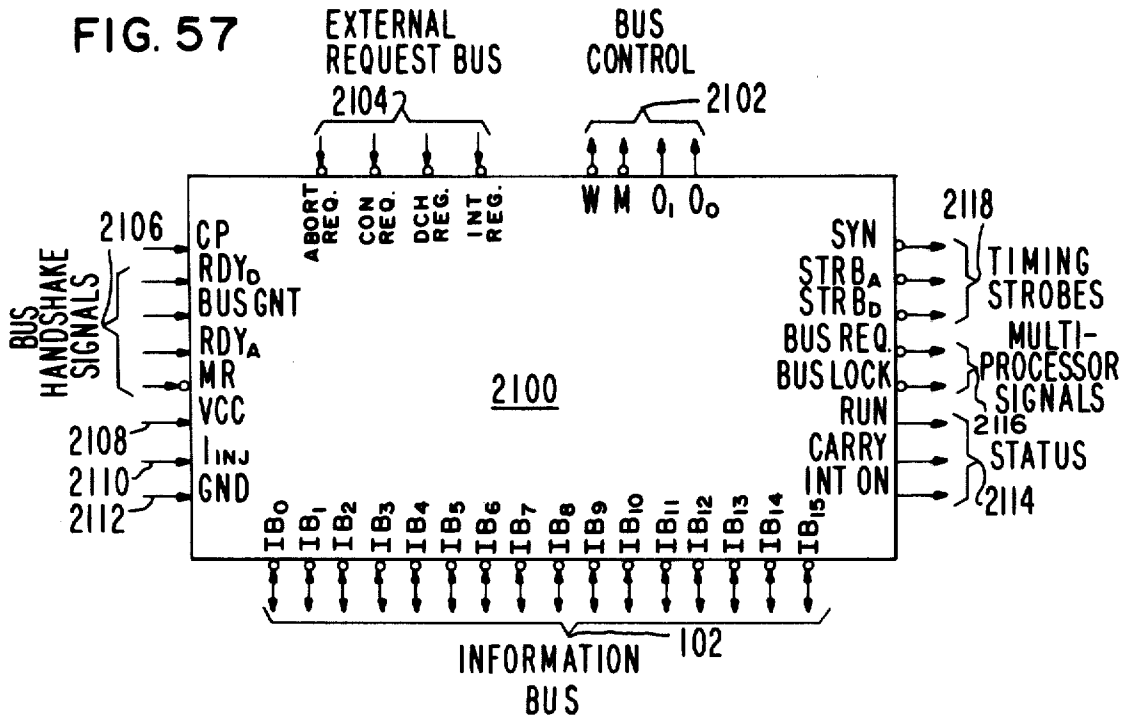 FIG. 57
EXTERNAL
REQUEST BUS
2104
BUS
CONTROL
2102
ABORT
REQ.
CON
REQ.
DCH
REG.
INT
REG.
W M O1 O0
2106
BUS
HANDSHAKE
SIGNALS
CP
RDYD
BUS GNT
RDYA
MR
VCC
2108
IINJ
2110
GND
2112
2100
SYN
STRBA
STRBD
BUS REQ.
BUS LOCK
RUN
CARRY
INT ON
2118
TIMING
STROBES
MULTI-
PROCESSOR
SIGNALS
2116
STATUS
2114
IB0 IB1 IB2 IB3 IB4 IB5 IB6 IB7 IB8 IB9 IB10 IB11 IB12 IB13 IB14 IB15
102
INFORMATION
BUS